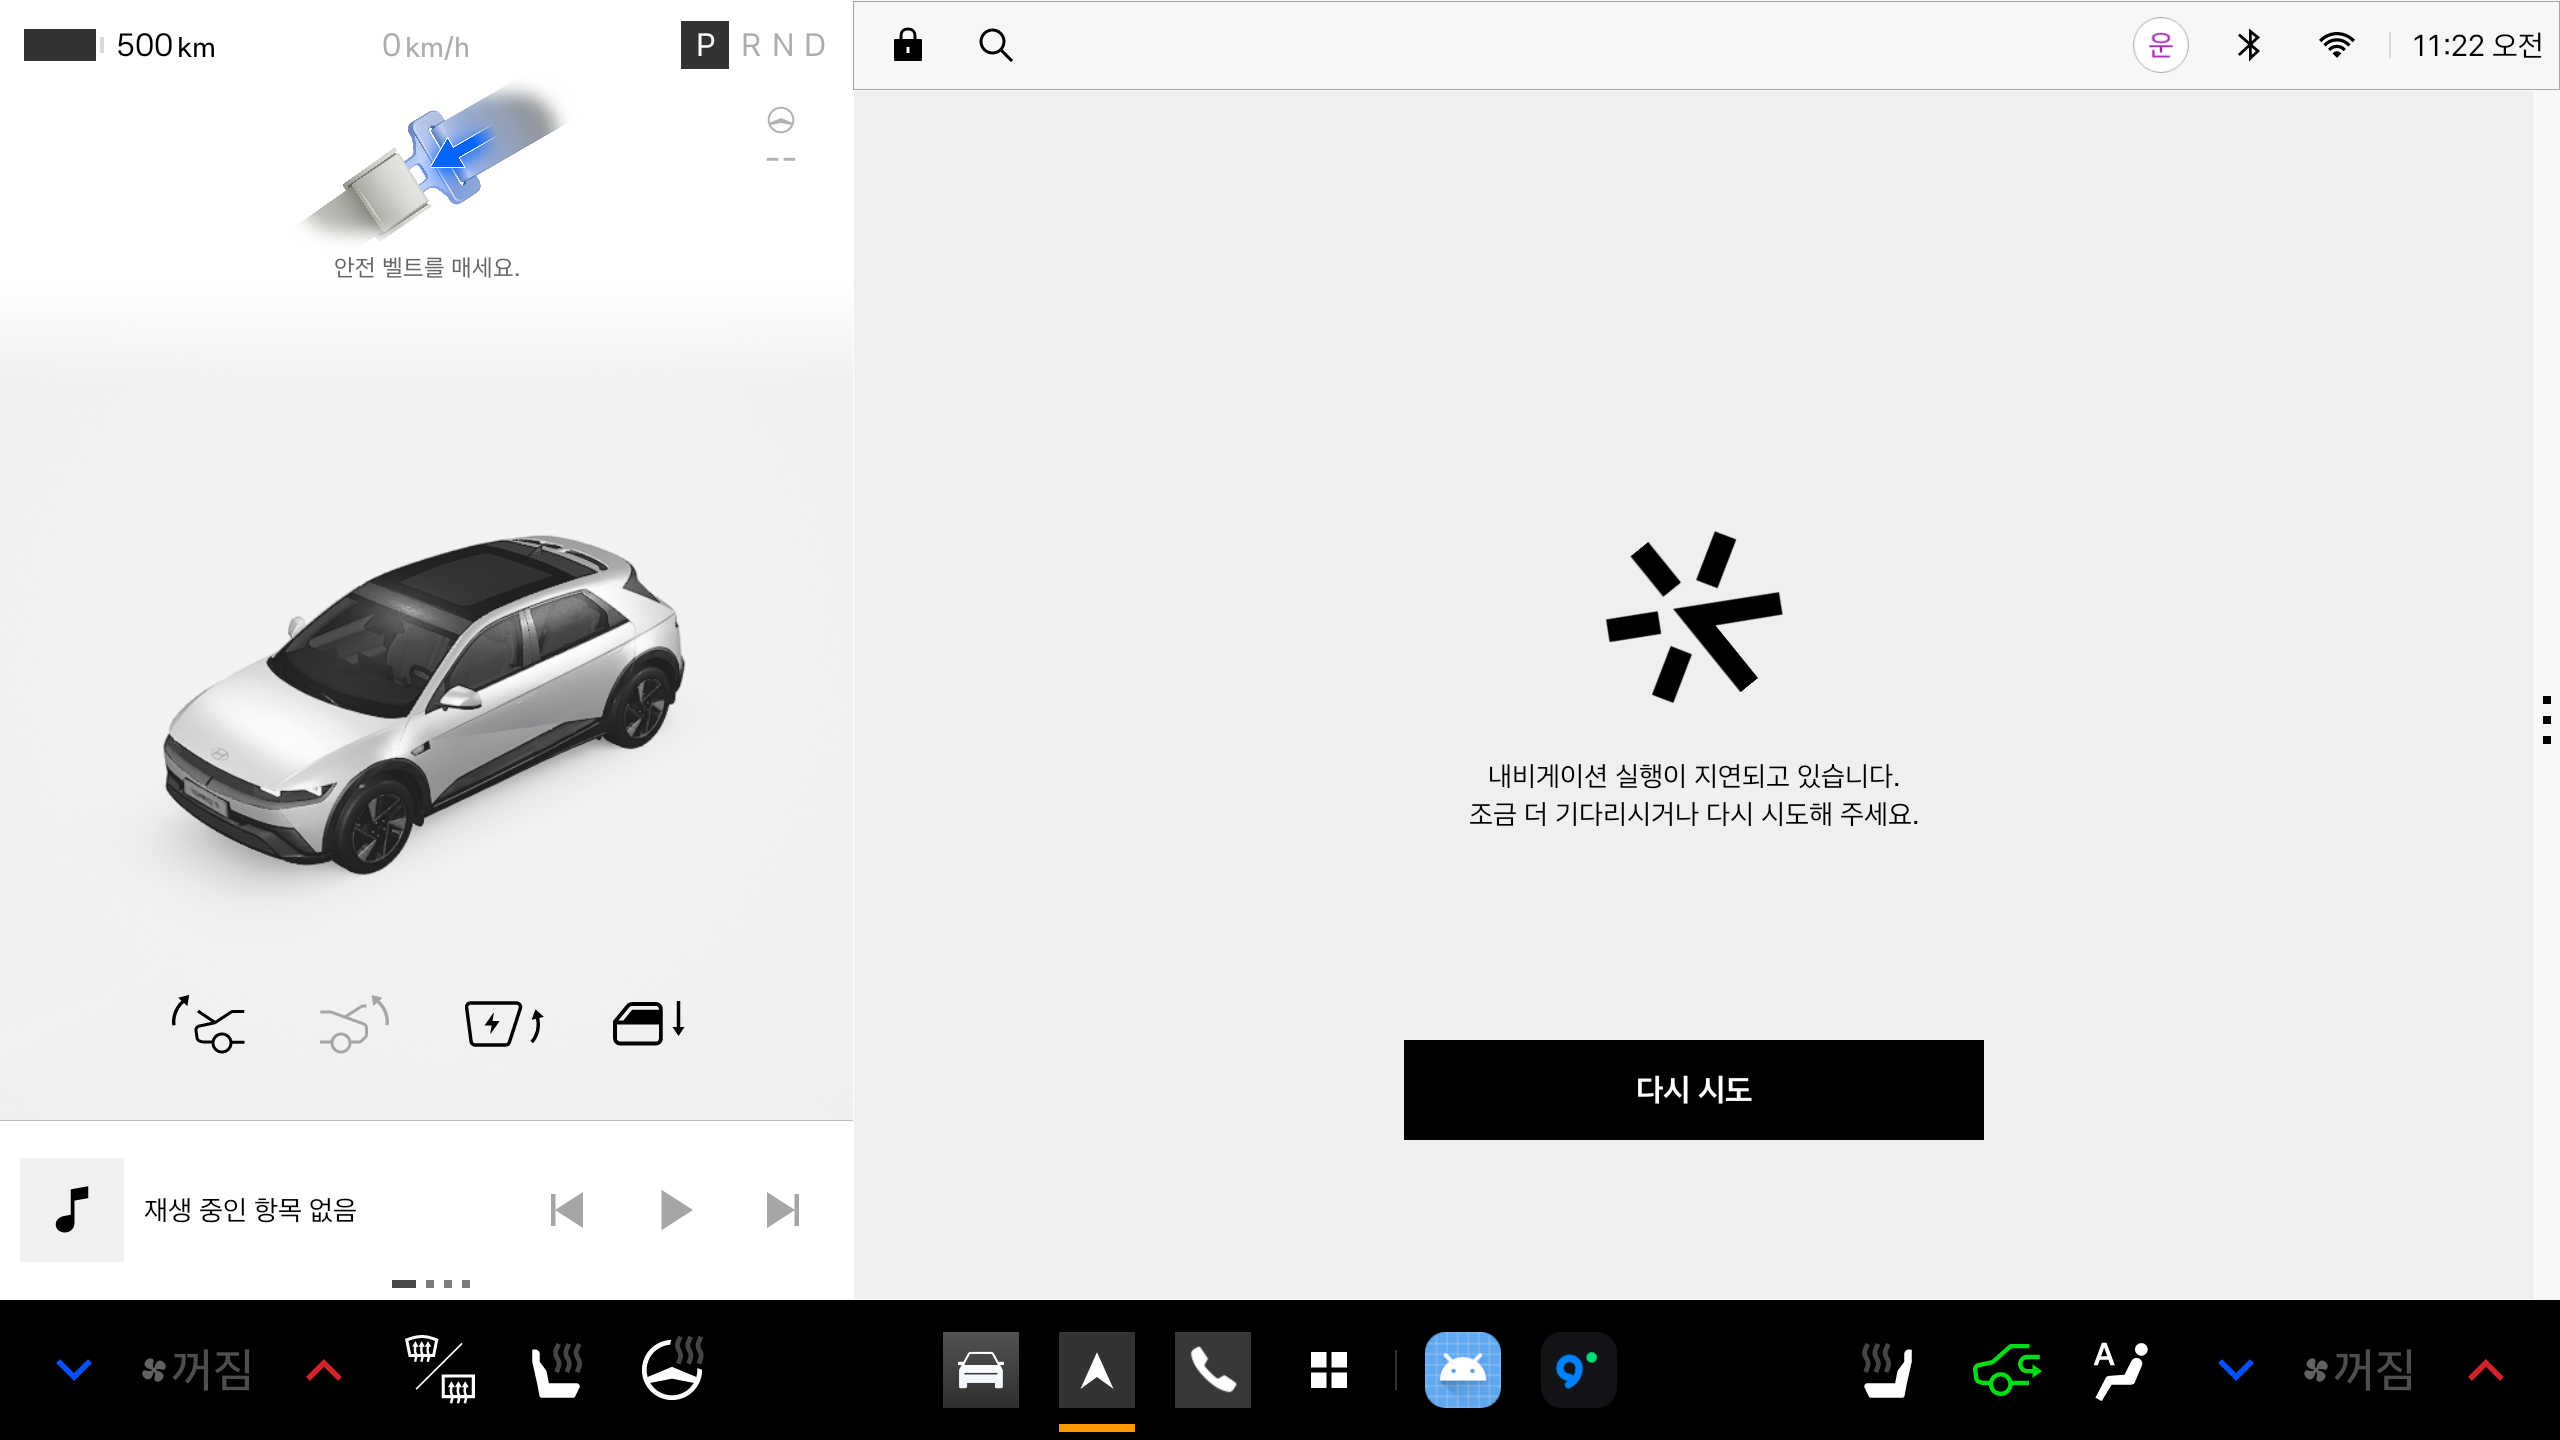 500 km
0 km/h
P R N D
운
11:22 오전
안전 벨트를 매세요.
내비게이션 실행이 지연되고 있습니다.
조금 더 기다리시거나 다시 시도해 주세요.
다시 시도
재생 중인 항목 없음
꺼짐
A
꺼짐